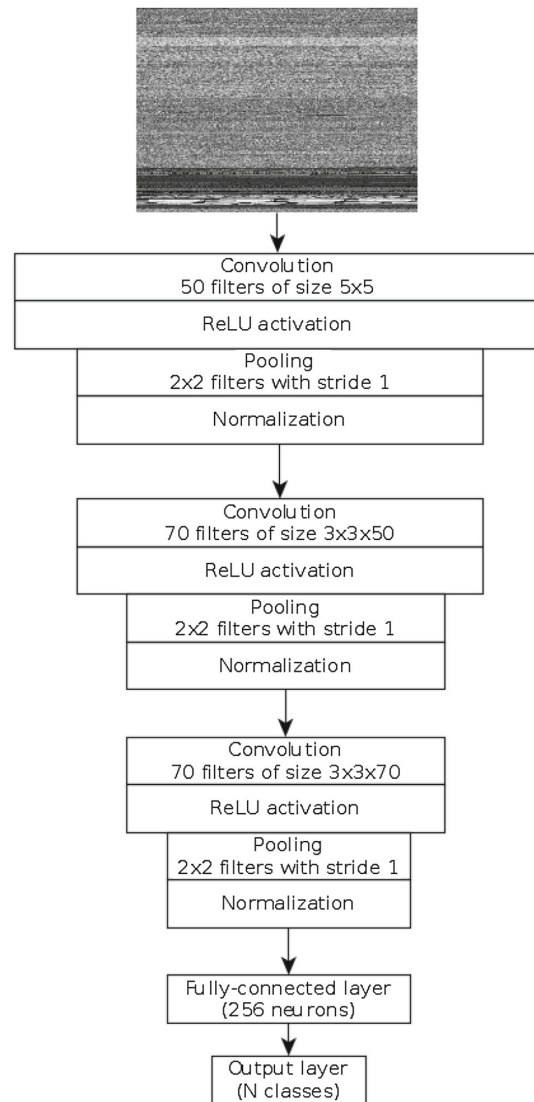 Convolution
50 filters of size 5x5
ReLU activation
Pooling
2x2 filters with stride 1
Normalization
Convolution
70 filters of size 3x3x50
ReLU activation
Pooling
2x2 filters with stride 1
Normalization
Convolution
70 filters of size 3x3x70
ReLU activation
Pooling
2x2 filters with stride 1
Normalization
Fully-connected layer
(256 neurons)
Output layer
(N classes)